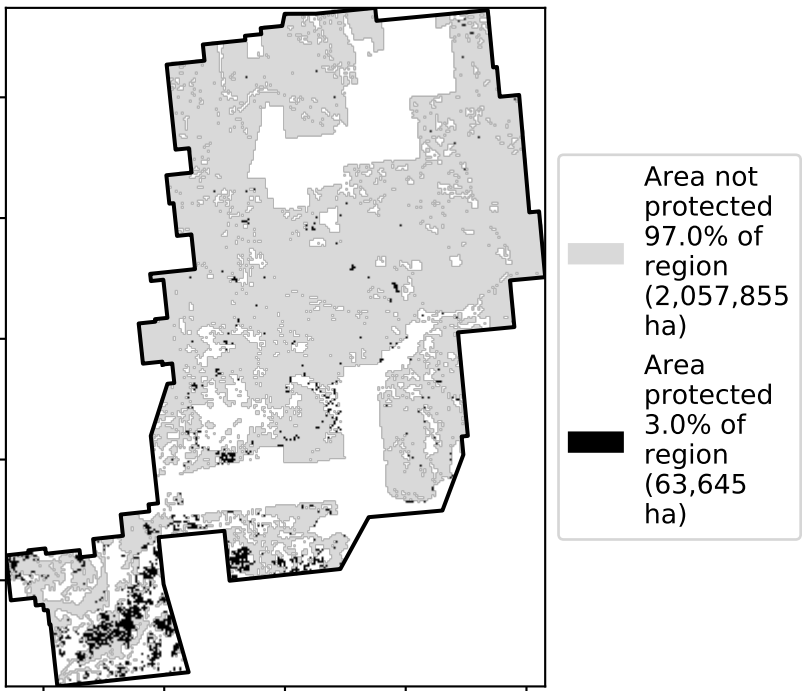 Area not
protected
97.0% of
region
(2,057,855
ha)
Area
protected
3.0% of
region
(63,645
ha)